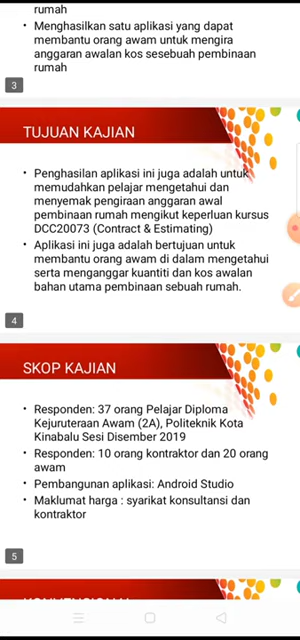 rumah
• Menghasilkan satu aplikasi yang dapat
membantu orang awam untuk mengira
anggaran awalan kos sesebuah pembinaan
rumah
3
TUJUAN KAJIAN
• Penghasilan aplikasi ini juga adalah untuk
memudahkan pelajar mengetahui dan
menyemak pengiraan anggaran awal
pembinaan rumah mengikut keperluan kursus
DCC20073 (Contract & Estimating)
• Aplikasi ini juga adalah bertujuan untuk
membantu orang awam di dalam mengetahui
serta menganggar kuantiti dan kos awalan
bahan utama pembinaan sebuah rumah.
4
SKOP KAJIAN
• Responden: 37 orang Pelajar Diploma
Kejuruteraan Awam (2A), Politeknik Kota
Kinabalu Sesi Disember 2019
• Responden: 10 orang kontraktor dan 20 orang
awam
• Pembangunan aplikasi: Android Studio
• Maklumat harga : syarikat konsultansi dan
kontraktor
5